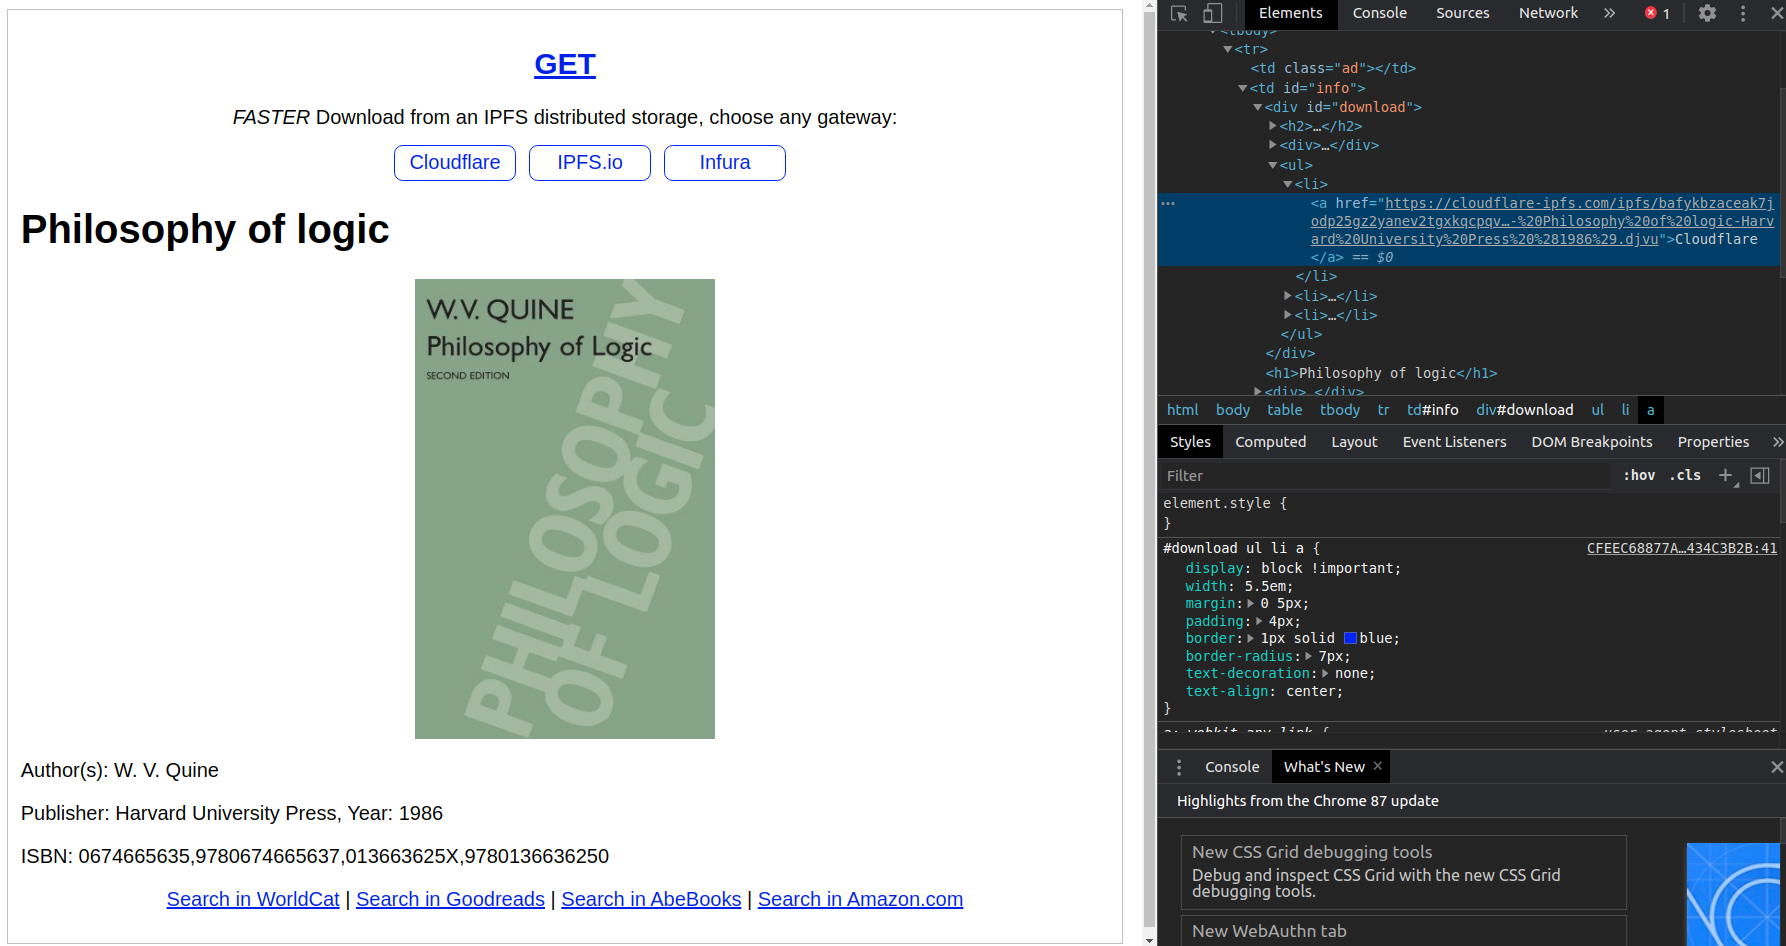 GET
FASTER Download from an IPFS distributed storage, choose any gateway:
Cloudflare IPFS.io Infura
Philosophy of logic
W.V. QUINE
Philosophy of Logic
SECOND EDITION
PHILOSOPHY
OF LOGIC
Author(s): W. V. Quine
Publisher: Harvard University Press, Year: 1986
ISBN: 0674665635,9780674665637,013663625X,9780136636250
Search in WorldCat | Search in Goodreads | Search in AbeBooks | Search in Amazon.com
Elements Console Sources Network » 1
<tbody>
<tr>
<td class="ad"></td>
<td id="info">
<div id="download">
<h2>…</h2>
<div>…</div>
<ul>
<li>
<a href="https://cloudflare-ipfs.com/ipfs/bafykbzaceak7j
odp25gz2yanev2tgxkqcpqv…-%20Philosophy%20of%20logic-Harv
ard%20University%20Press%20%281986%29.djvu">Cloudflare
</a> == $0
</li>
<li>…</li>
<li>…</li>
</ul>
</div>
<h1>Philosophy of logic</h1>
<div>…</div>
html body table tbody tr td#info div#download ul li a
Styles Computed Layout Event Listeners DOM Breakpoints Properties »
Filter :hov .cls +
element.style {
}
#download ul li a { CFEEC68877A…434C3B2B:41
display: block !important;
width: 5.5em;
margin: 0 5px;
padding: 4px;
border: 1px solid blue;
border-radius: 7px;
text-decoration: none;
text-align: center;
}
a:-webkit-any-link { user agent stylesheet
Console What's New ×
Highlights from the Chrome 87 update
New CSS Grid debugging tools
Debug and inspect CSS Grid with the new CSS Grid
debugging tools.
New WebAuthn tab